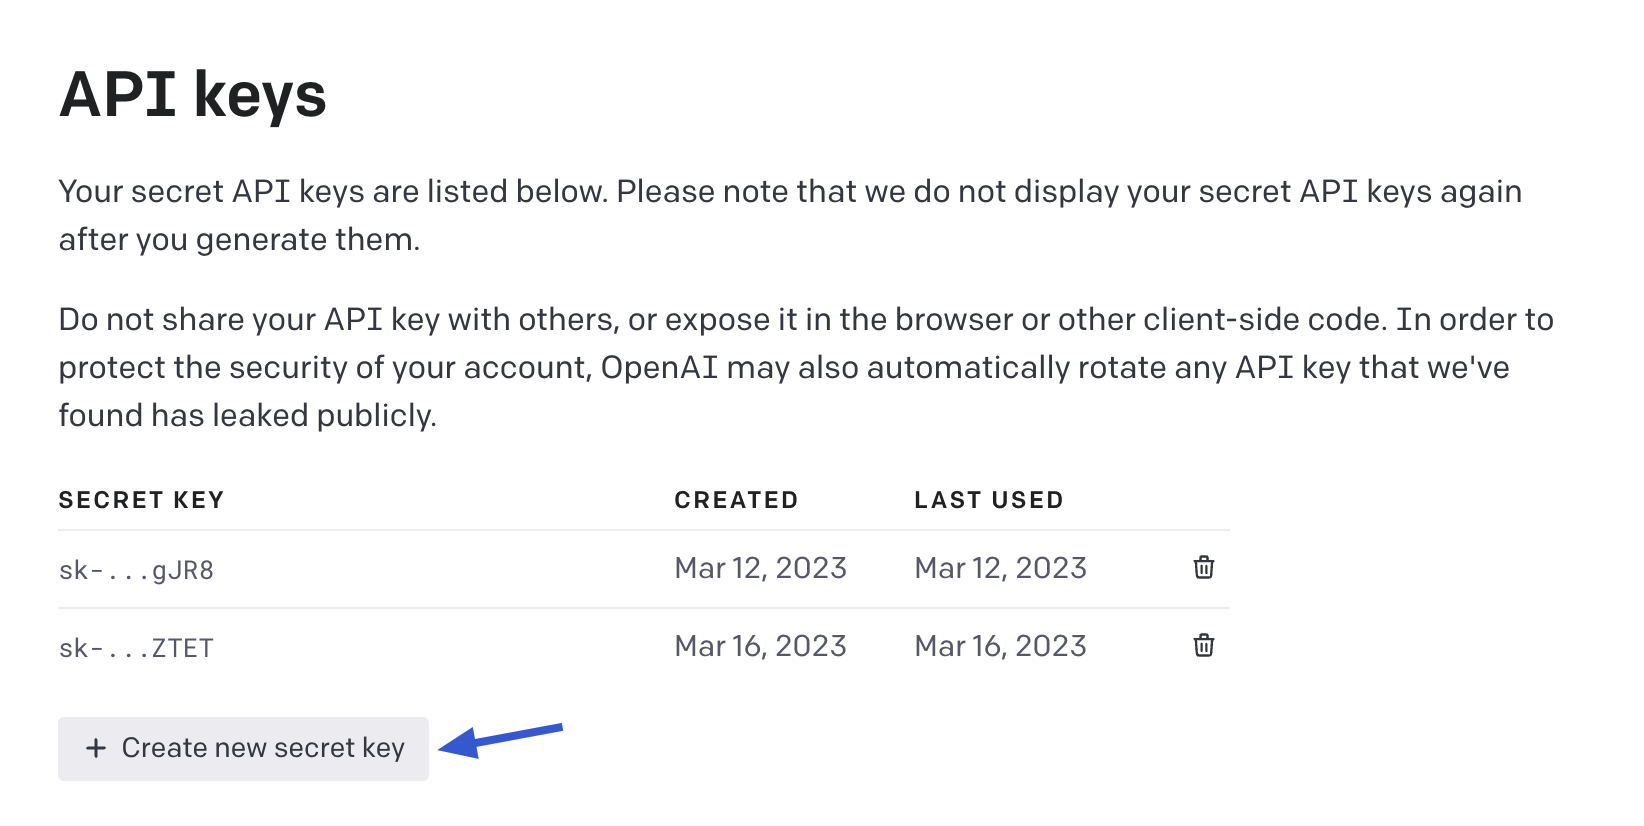 API keys
Your secret API keys are listed below. Please note that we do not display your secret API keys again
after you generate them.
Do not share your API key with others, or expose it in the browser or other client-side code. In order to
protect the security of your account, OpenAI may also automatically rotate any API key that we've
found has leaked publicly.
SECRET KEY CREATED LAST USED
sk-...gJR8 Mar 12, 2023 Mar 12, 2023
sk-...ZTET Mar 16, 2023 Mar 16, 2023
+ Create new secret key